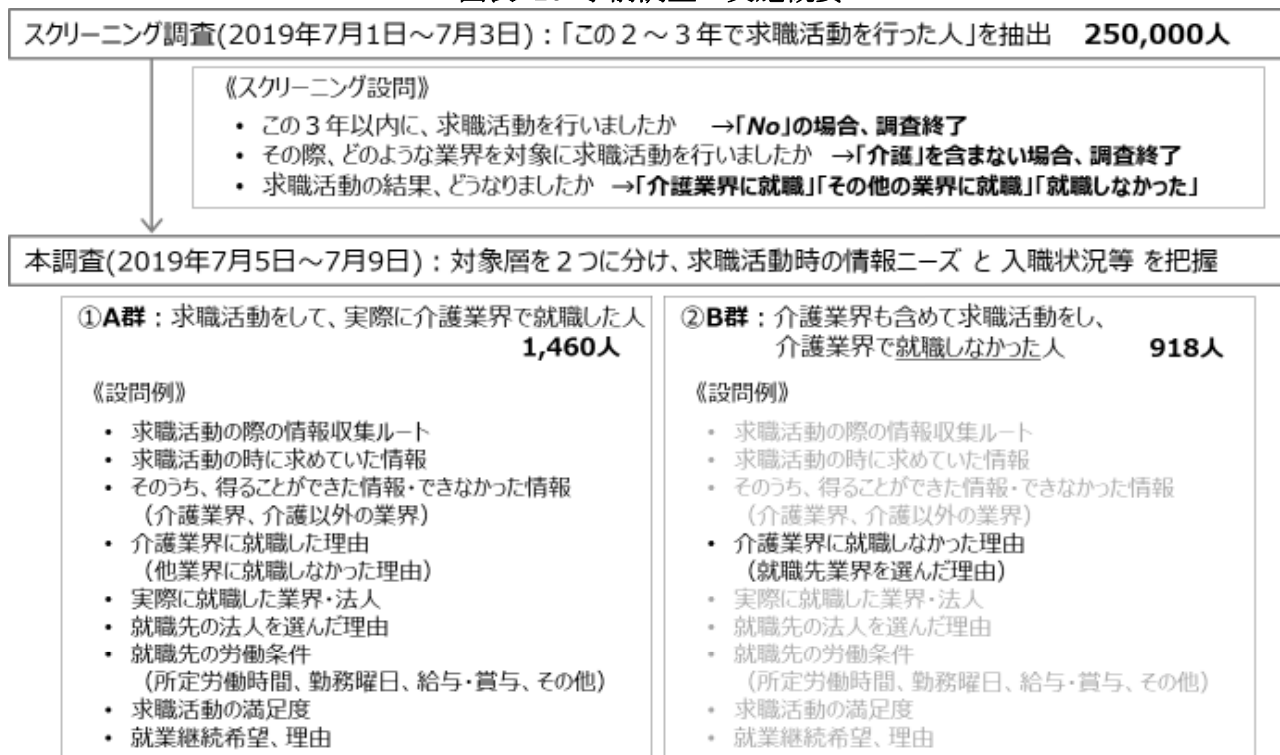 スクリーニング調査(2019年7月1日～7月3日)：「この２～３年で求職活動を行った人」を抽出　250,000人
《スクリーニング設問》
• この３年以内に、求職活動を行いましたか　→「No」の場合、調査終了
• その際、どのような業界を対象に求職活動を行いましたか　→「介護」を含まない場合、調査終了
• 求職活動の結果、どうなりましたか　→「介護業界に就職」「その他の業界に就職」「就職しなかった」
本調査(2019年7月5日～7月9日)：対象層を２つに分け、求職活動時の情報ニーズ と 入職状況等 を把握
①A群：求職活動をして、実際に介護業界で就職した人
1,460人
《設問例》
• 求職活動の際の情報収集ルート
• 求職活動の時に求めていた情報
• そのうち、得ることができた情報・できなかった情報
（介護業界、介護以外の業界）
• 介護業界に就職した理由
（他業界に就職しなかった理由）
• 実際に就職した業界・法人
• 就職先の法人を選んだ理由
• 就職先の労働条件
（所定労働時間、勤務曜日、給与・賞与、その他）
• 求職活動の満足度
• 就業継続希望、理由
②B群：介護業界も含めて求職活動をし、
介護業界で就職しなかった人　918人
《設問例》
• 求職活動の際の情報収集ルート
• 求職活動の時に求めていた情報
• そのうち、得ることができた情報・できなかった情報
（介護業界、介護以外の業界）
• 介護業界に就職しなかった理由
（就職先業界を選んだ理由）
• 実際に就職した業界・法人
• 就職先の法人を選んだ理由
• 就職先の労働条件
（所定労働時間、勤務曜日、給与・賞与、その他）
• 求職活動の満足度
• 就業継続希望、理由